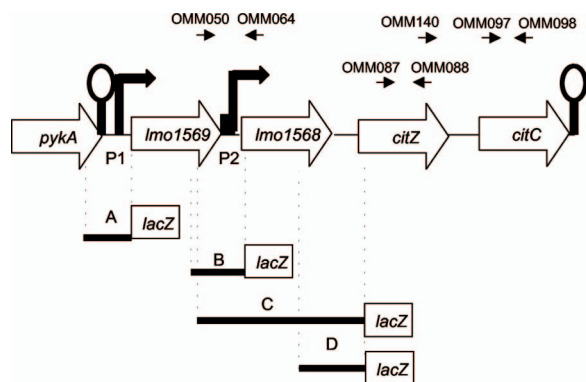 OMM050 OMM064 OMM140 OMM097 OMM098
OMM087 OMM088
pykA lmo1569 lmo1568 citZ citC
P1 P2
A lacZ
B lacZ
C lacZ
D lacZ